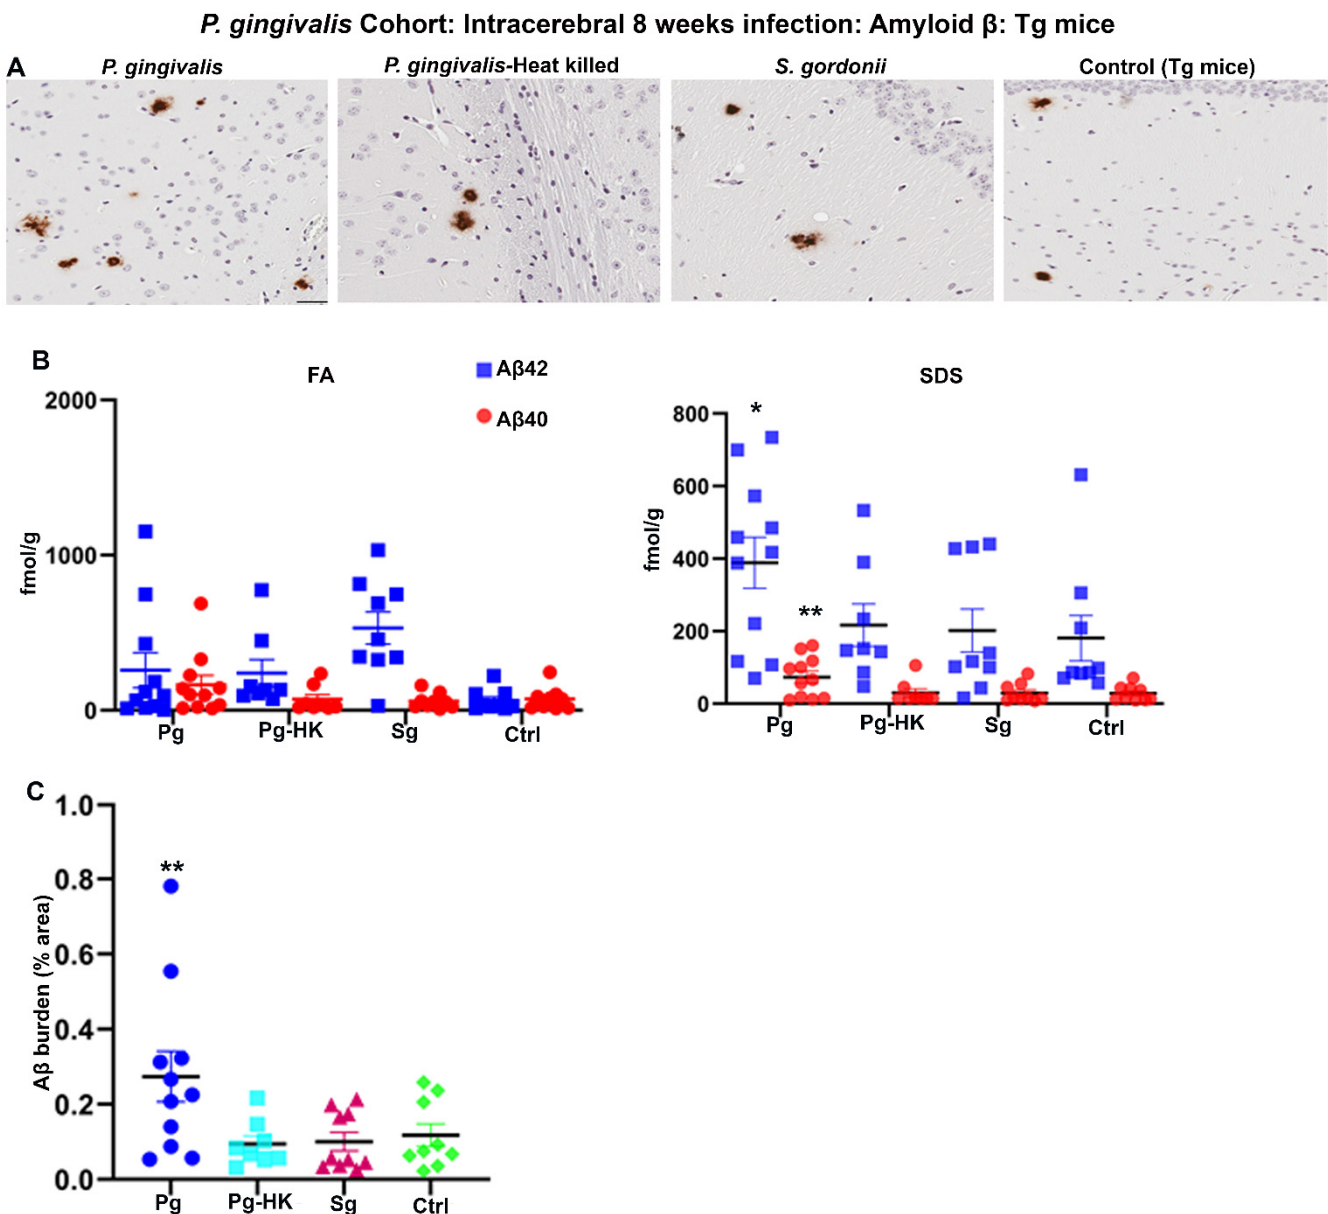 P. gingivalis Cohort: Intracerebral 8 weeks infection: Amyloid β: Tg mice
A
P. gingivalis
P. gingivalis-Heat killed
S. gordonii
Control (Tg mice)
B
FA
Aβ42
Aβ40
2000
1000
0
fmol/g
Pg
Pg-HK
Sg
Ctrl
SDS
800
600
400
200
0
fmol/g
*
**
Pg
Pg-HK
Sg
Ctrl
C
1.0
0.8
0.6
0.4
0.2
0.0
Aβ burden (% area)
**
Pg
Pg-HK
Sg
Ctrl